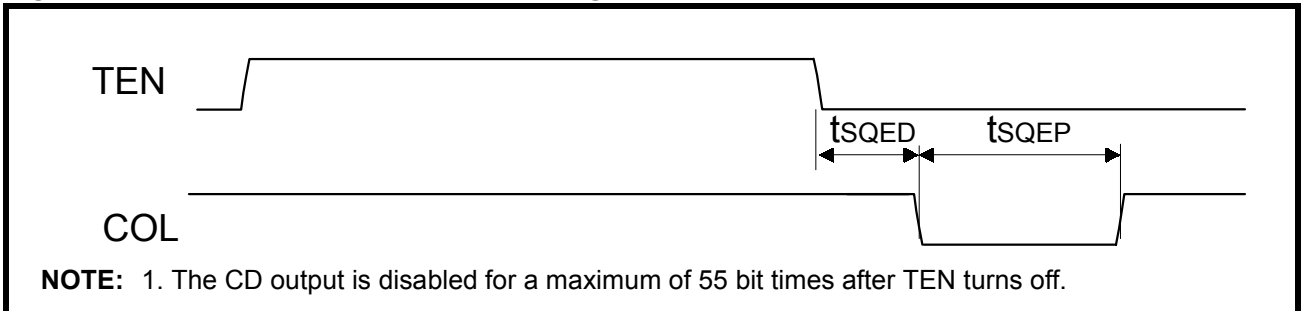 TEN
tSQED
tSQEP
COL
NOTE: 1. The CD output is disabled for a maximum of 55 bit times after TEN turns off.